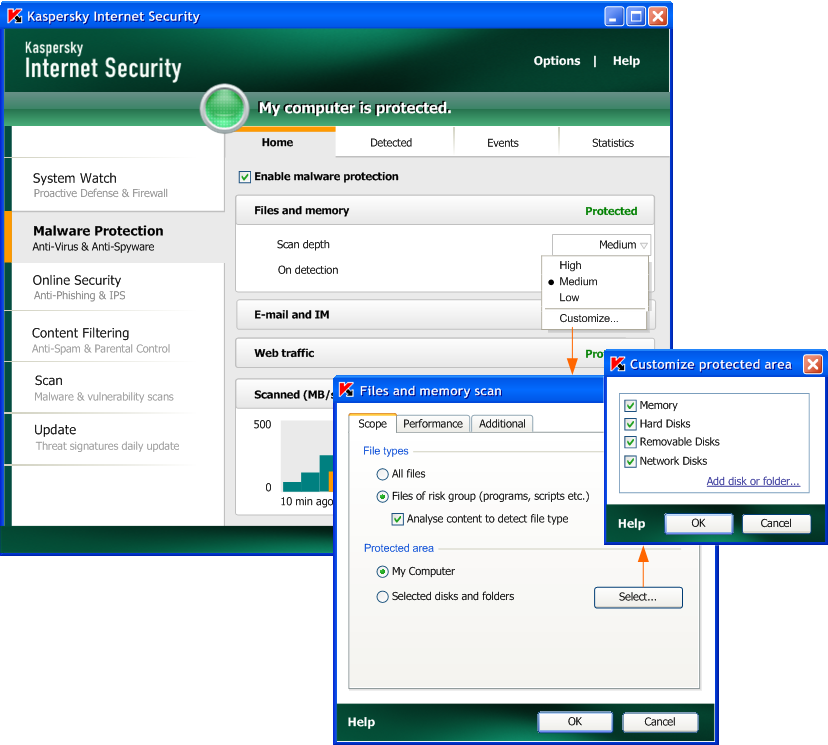 Kaspersky Internet Security
Kaspersky
Internet Security
Options | Help
My computer is protected.
Home
Detected
Events
Statistics
System Watch
Proactive Defense & Firewall
Malware Protection
Anti-Virus & Anti-Spyware
Online Security
Anti-Phishing & IPS
Content Filtering
Anti-Spam & Parental Control
Scan
Malware & vulnerability scans
Update
Threat signatures daily update
Enable malware protection
Files and memory
Protected
Scan depth
Medium
On detection
High
Medium
Low
Customize...
E-mail and IM
Web traffic
Scanned (MB/
500
0
10 min ago
Files and memory scan
Scope
Performance
Additional
File types
All files
Files of risk group (programs, scripts etc.)
Analyse content to detect file type
Protected area
My Computer
Selected disks and folders
Select...
Help
OK
Cancel
Customize protected area
Memory
Hard Disks
Removable Disks
Network Disks
Add disk or folder...
Help
OK
Cancel